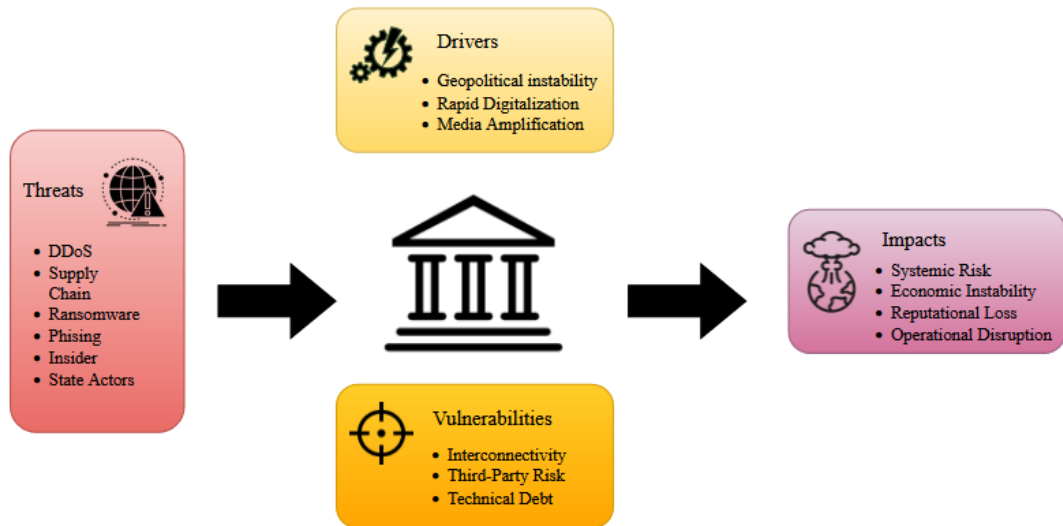 Drivers
• Geopolitical instability
• Rapid Digitalization
• Media Amplification
Threats
• DDoS
• Supply
Chain
• Ransomware
• Phising
• Insider
• State Actors
Impacts
• Systemic Risk
• Economic Instability
• Reputational Loss
• Operational Disruption
Vulnerabilities
• Interconnectivity
• Third-Party Risk
• Technical Debt